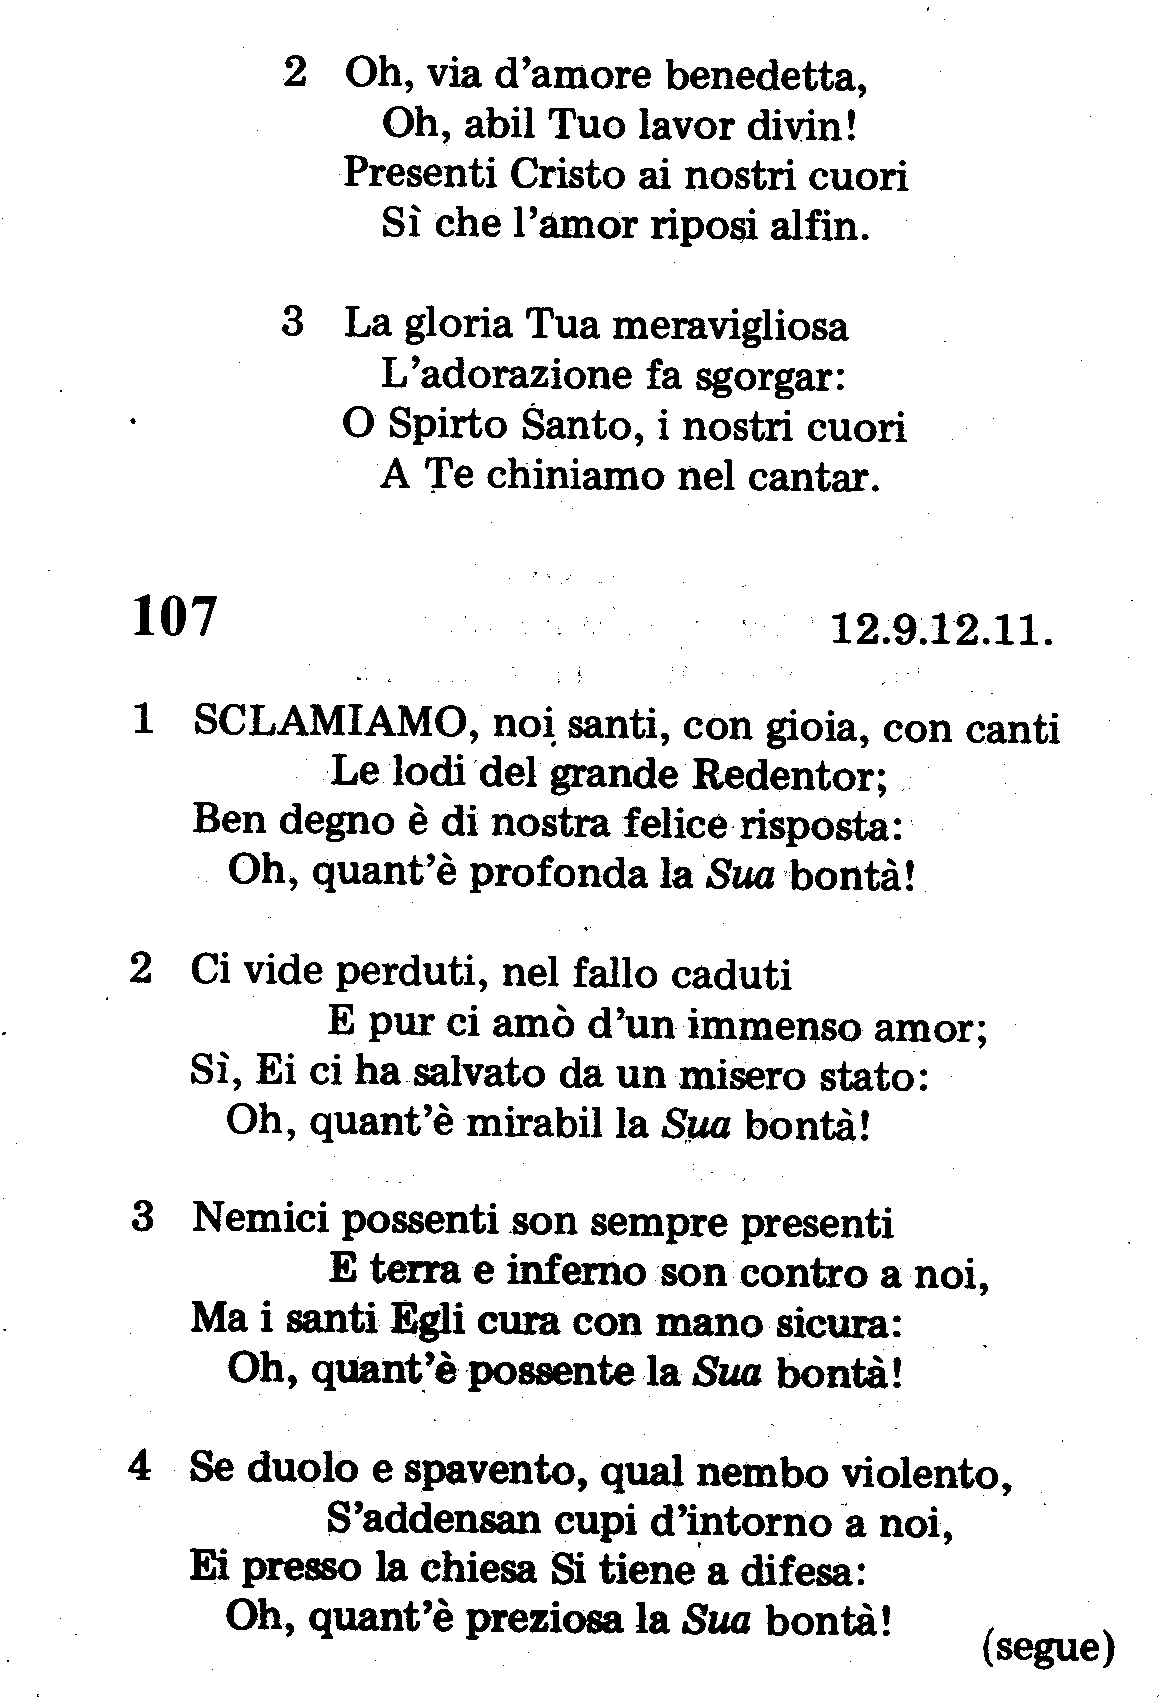 2 Oh, via d'amore benedetta,
Oh, abil Tuo lavor divin!
Presenti Cristo ai nostri cuori
Sì che l'amor riposi alfin.
3 La gloria Tua meravigliosa
L'adorazione fa sgorgar:
O Spirto Santo, i nostri cuori
A Te chiniamo nel cantar.
107 12.9.12.11.
1 SCLAMIAMO, noi santi, con gioia, con canti
Le lodi del grande Redentor;
Ben degno è di nostra felice risposta:
Oh, quant'è profonda la Sua bontà!
2 Ci vide perduti, nel fallo caduti
E pur ci amò d'un immenso amor;
Sì, Ei ci ha salvato da un misero stato:
Oh, quant'è mirabil la Sua bontà!
3 Nemici possenti son sempre presenti
E terra e inferno son contro a noi,
Ma i santi Egli cura con mano sicura:
Oh, quant'è possente la Sua bontà!
4 Se duolo e spavento, qual nembo violento,
S'addensan cupi d'intorno a noi,
Ei presso la chiesa Si tiene a difesa:
Oh, quant'è preziosa la Sua bontà!
(segue)